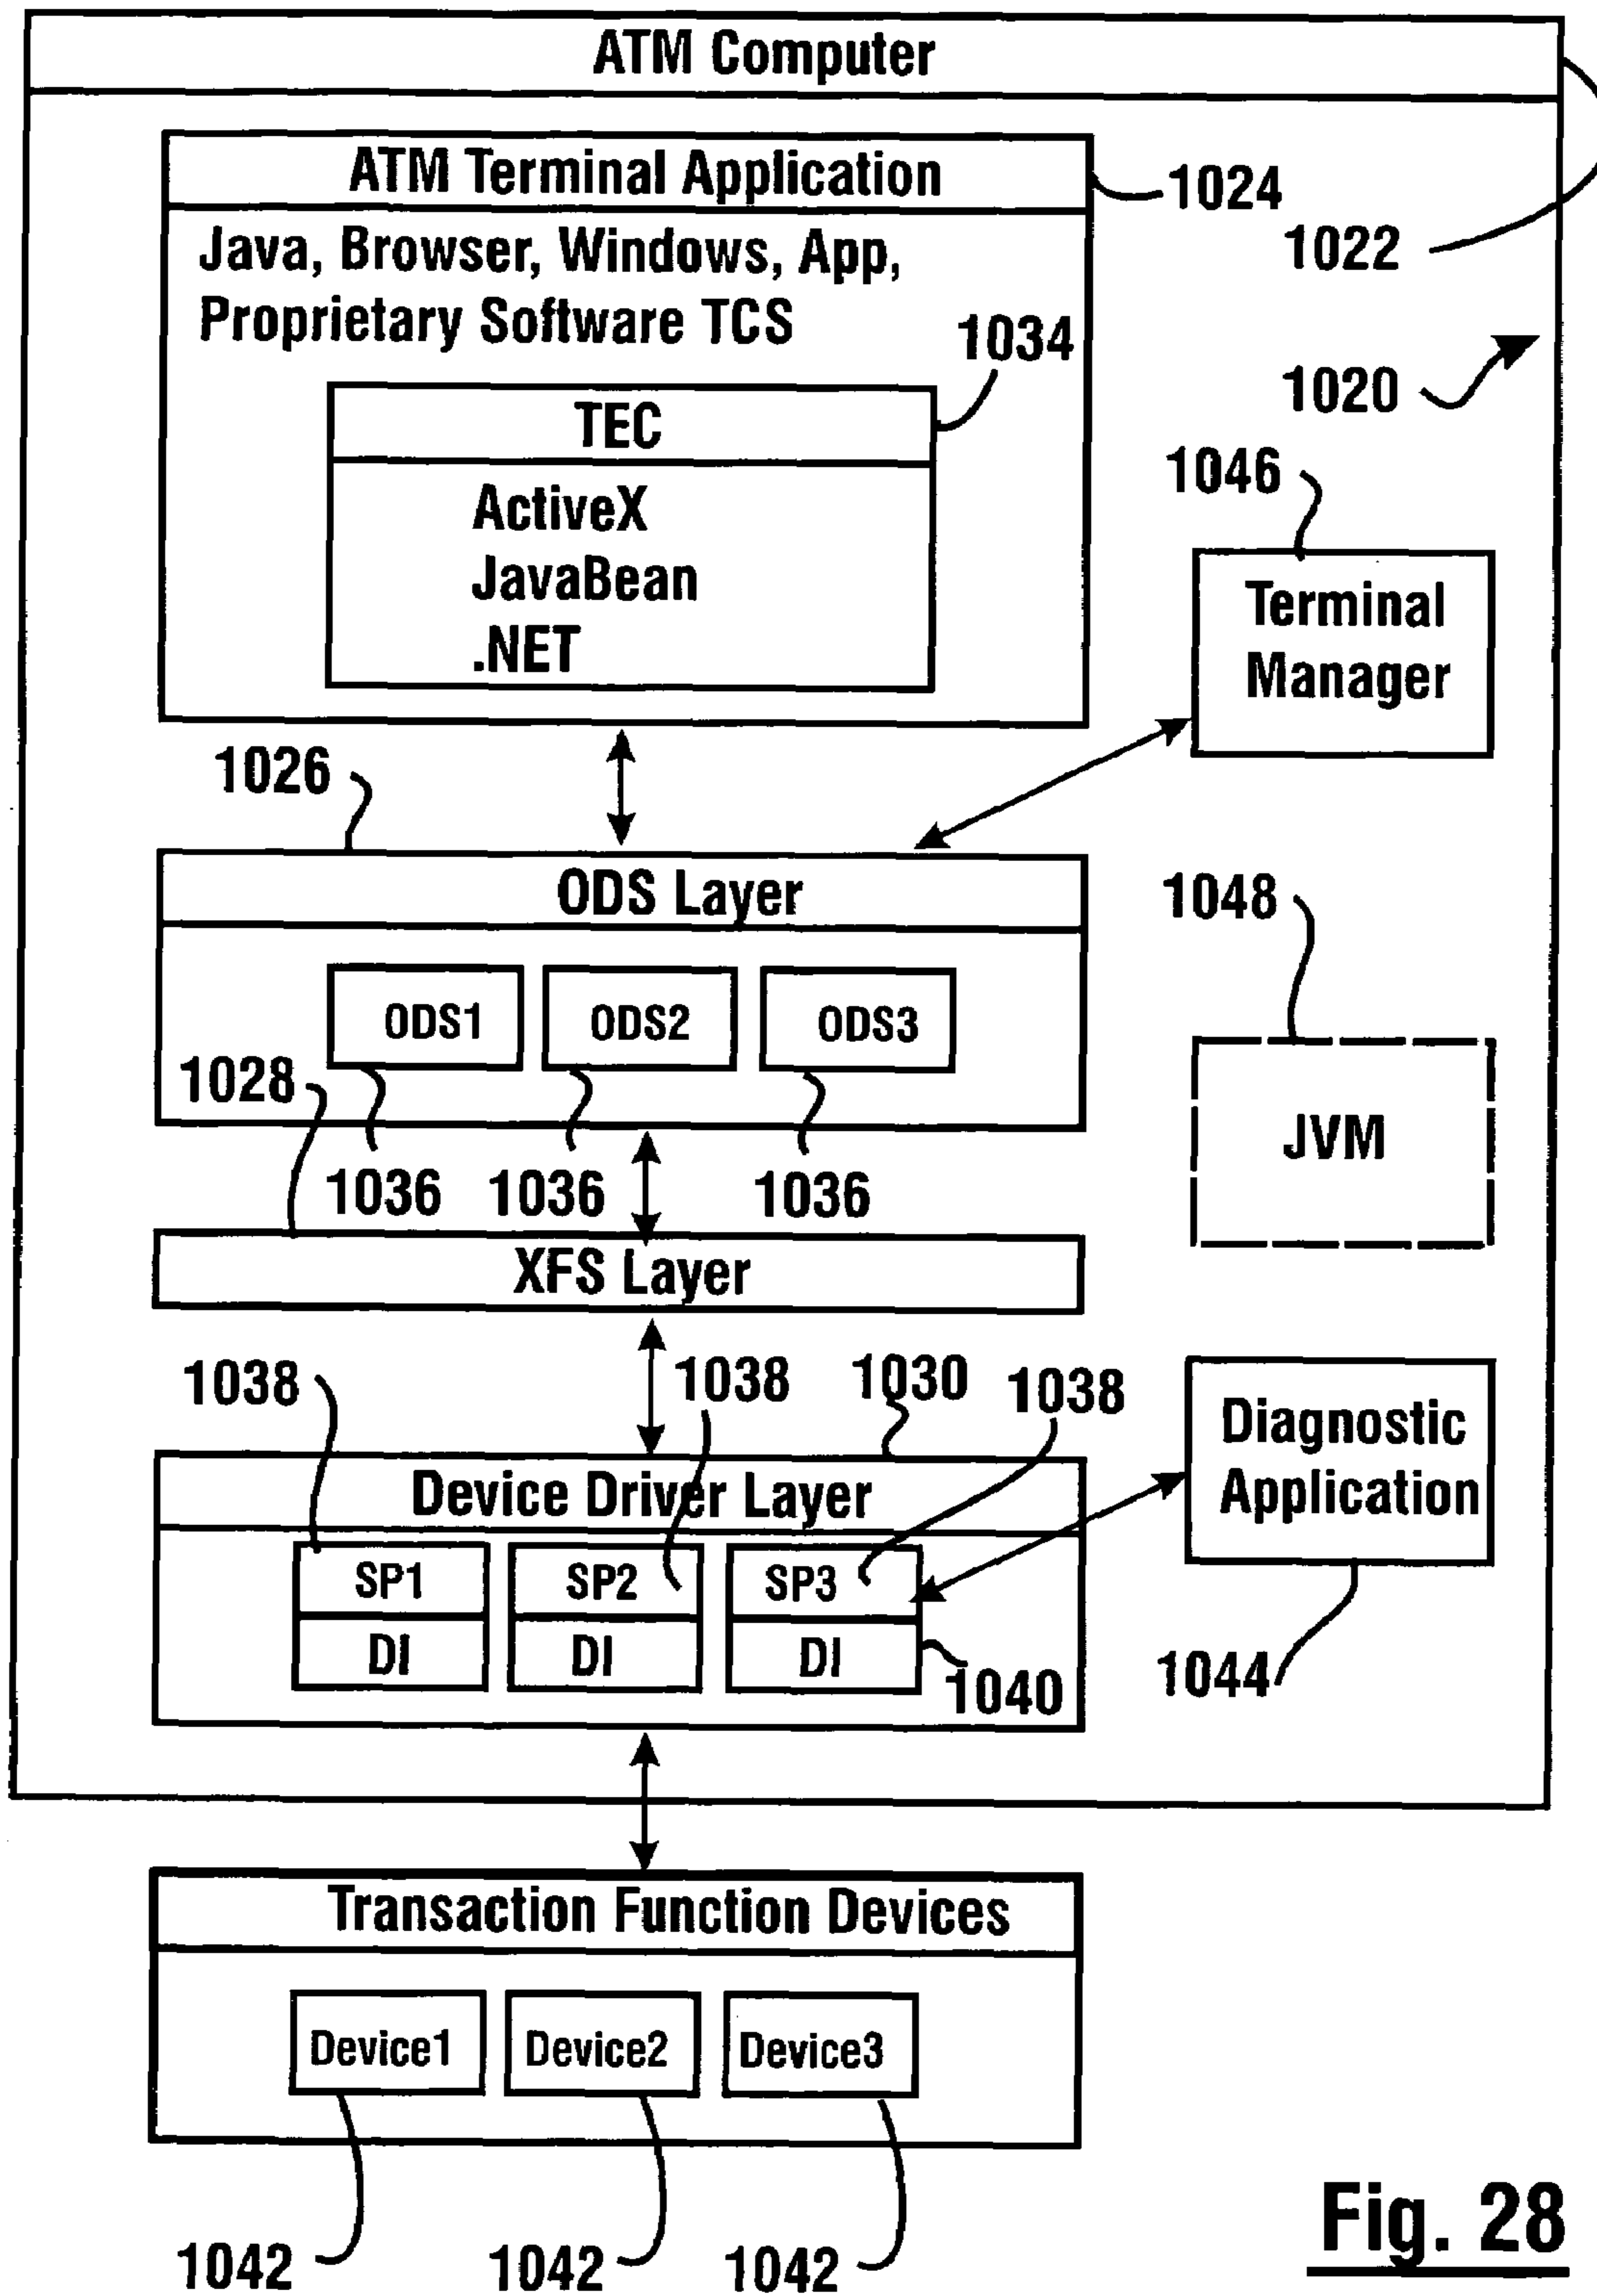 ATM Computer
ATM Terminal Application
1024
Java, Browser, Windows, App,
Proprietary Software TCS
1022
1034
1020
TEC
ActiveX
JavaBean
.NET
1046
Terminal
Manager
1026
ODS Layer
1048
ODS1 ODS2 ODS3
1028
JVM
1036 1036 1036
XFS Layer
1038 1038 1030 1038
Diagnostic
Application
Device Driver Layer
SP1 SP2 SP3
DI DI DI
1040
1044
Transaction Function Devices
Device1 Device2 Device3
1042 1042 1042
Fig. 28